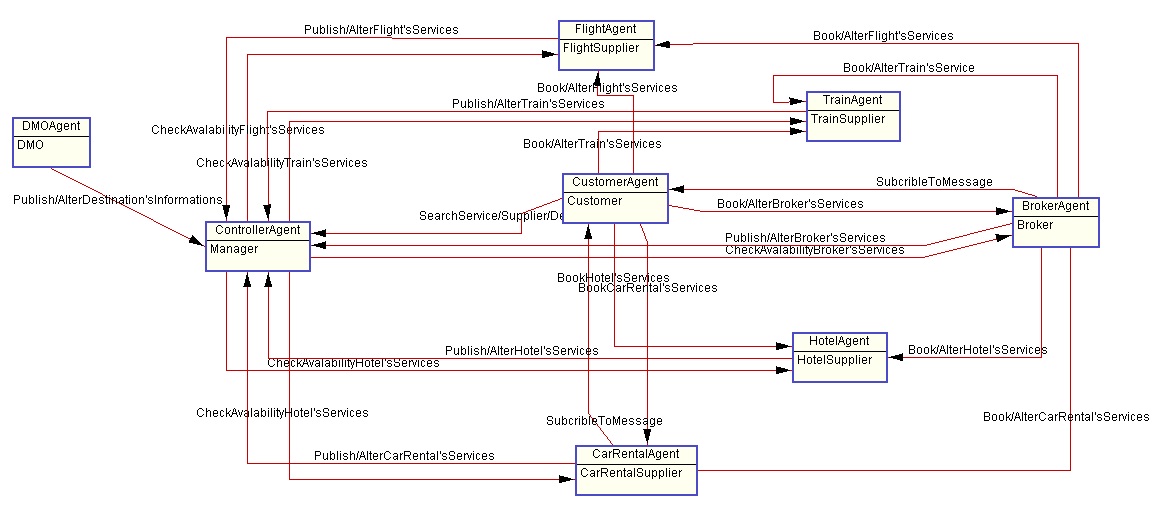 Publish/AlterFlight'sServices
FlightAgent
FlightSupplier
Book/AlterFlight'sServices
Book/AlterTrain'sService
Book/AlterFlight'sServices
TrainAgent
TrainSupplier
Publish/AlterTrain'sServices
DMOAgent
DMO
CheckAvalabilityFlight'sServices
Book/AlterTrain'sServices
CheckAvalabilityTrain'sServices
CustomerAgent
Customer
SubcribleToMessage
Publish/AlterDestination'sInformations
Book/AlterBroker'sServices
BrokerAgent
Broker
SearchService/Supplier/De
ControllerAgent
Manager
Publish/AlterBroker'sServices
CheckAvalabilityBroker'sServices
BookHotel'sServices
BookCarRental'sServices
HotelAgent
HotelSupplier
Publish/AlterHotel'sServices
Book/AlterHotel'sServices
CheckAvalabilityHotel'sServices
CheckAvalabilityHotel'sServices
SubcribleToMessage
Book/AlterCarRental'sServices
Publish/AlterCarRental'sServices
CarRentalAgent
CarRentalSupplier